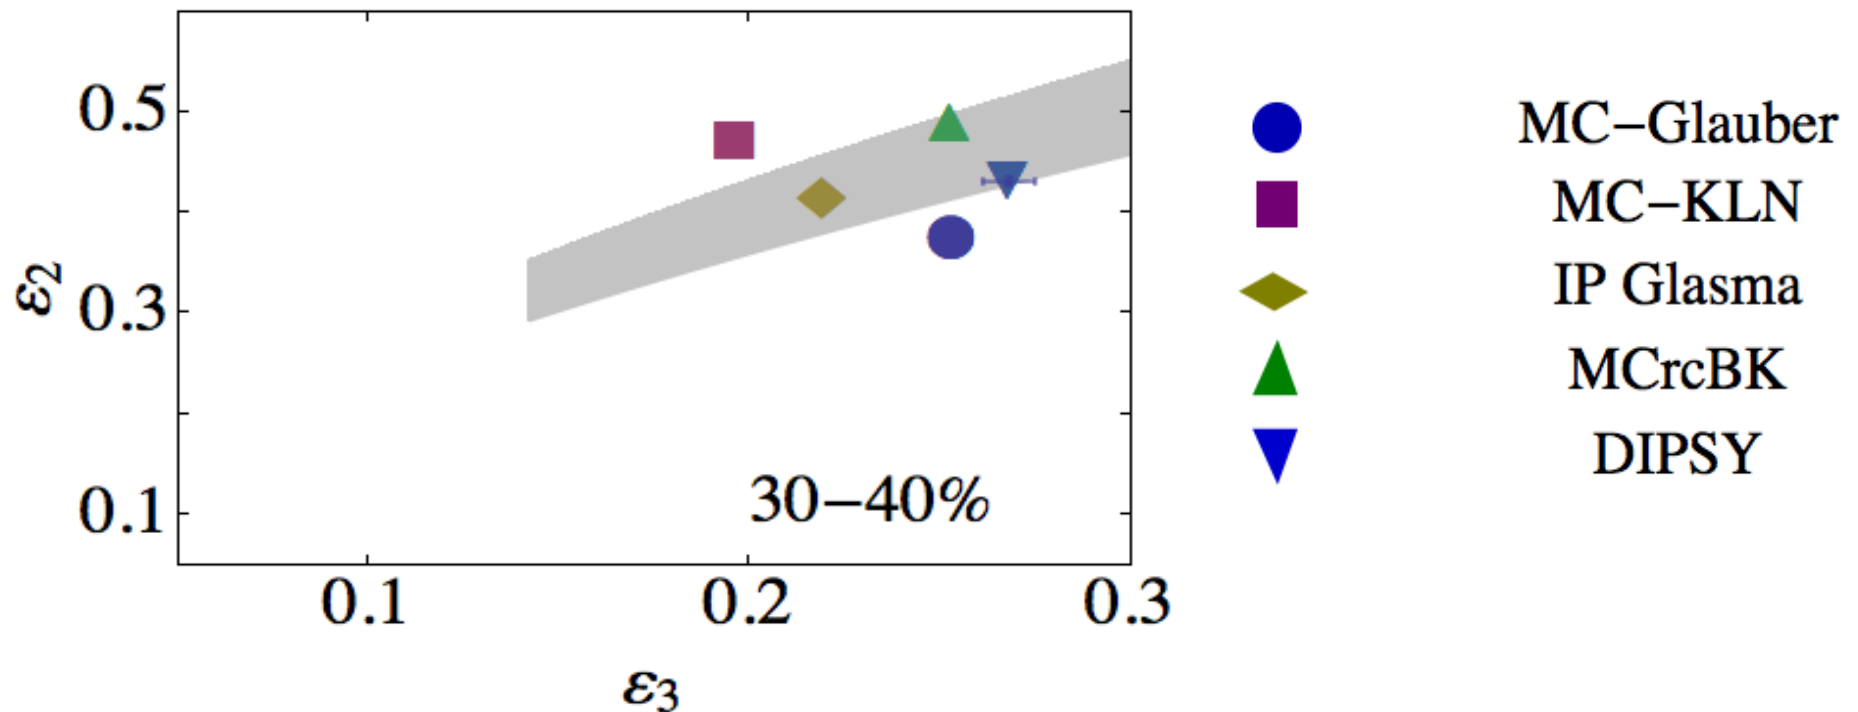 0.5
0.3
0.1
ε2
30−40%
0.1 0.2 0.3
ε3
MC−Glauber
MC−KLN
IP Glasma
MCrcBK
DIPSY